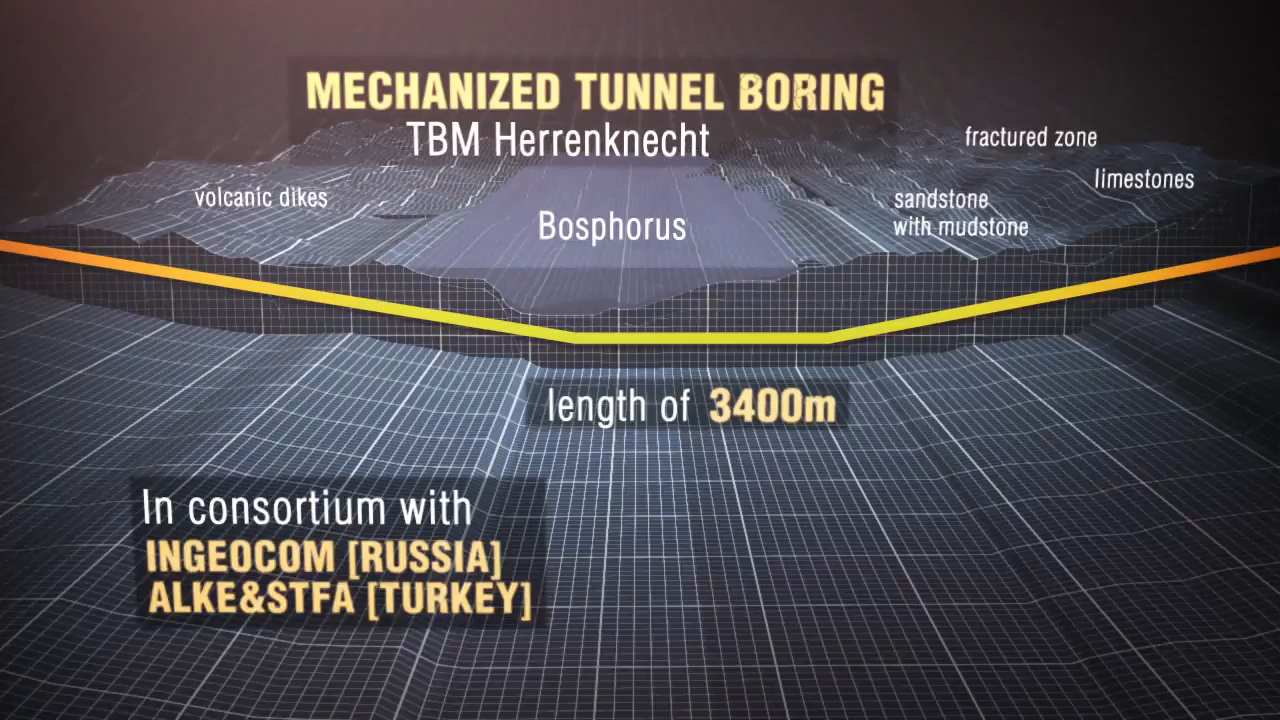 MECHANIZED TUNNEL BORING
TBM Herrenknecht
fractured zone
limestones
volcanic dikes
sandstone
with mudstone
Bosphorus
length of 3400m
In consortium with
INGEOCOM [RUSSIA]
ALKE&STFA [TURKEY]